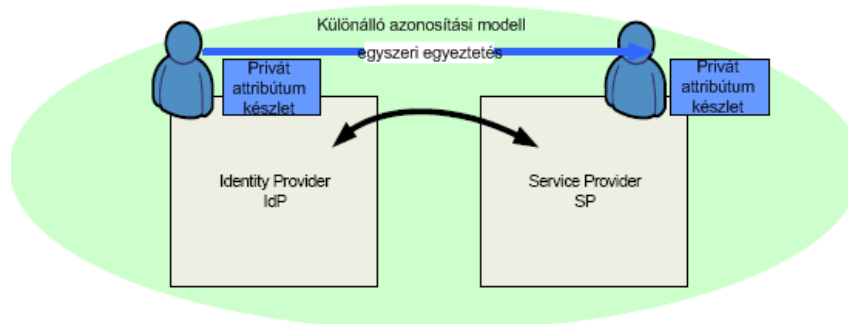 Különálló azonosítási modell
egyszeri egyeztetés
Privát
attribútum
készlet
Privát
attribútum
készlet
Identity Provider
IdP
Service Provider
SP